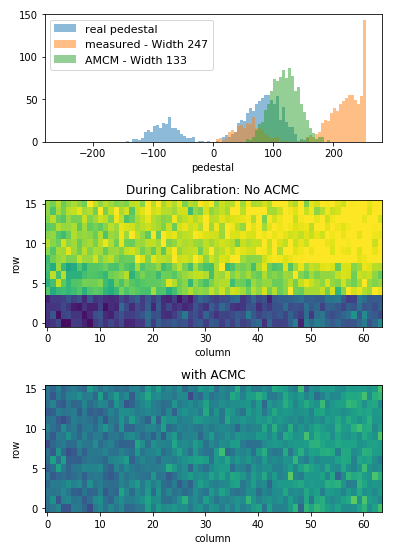 150
100
50
0
real pedestal
measured - Width 247
AMCM - Width 133
−200 −100 0 100 200
pedestal
During Calibration: No ACMC
15
10
5
0
row
0 10 20 30 40 50 60
column
with ACMC
15
10
5
0
row
0 10 20 30 40 50 60
column